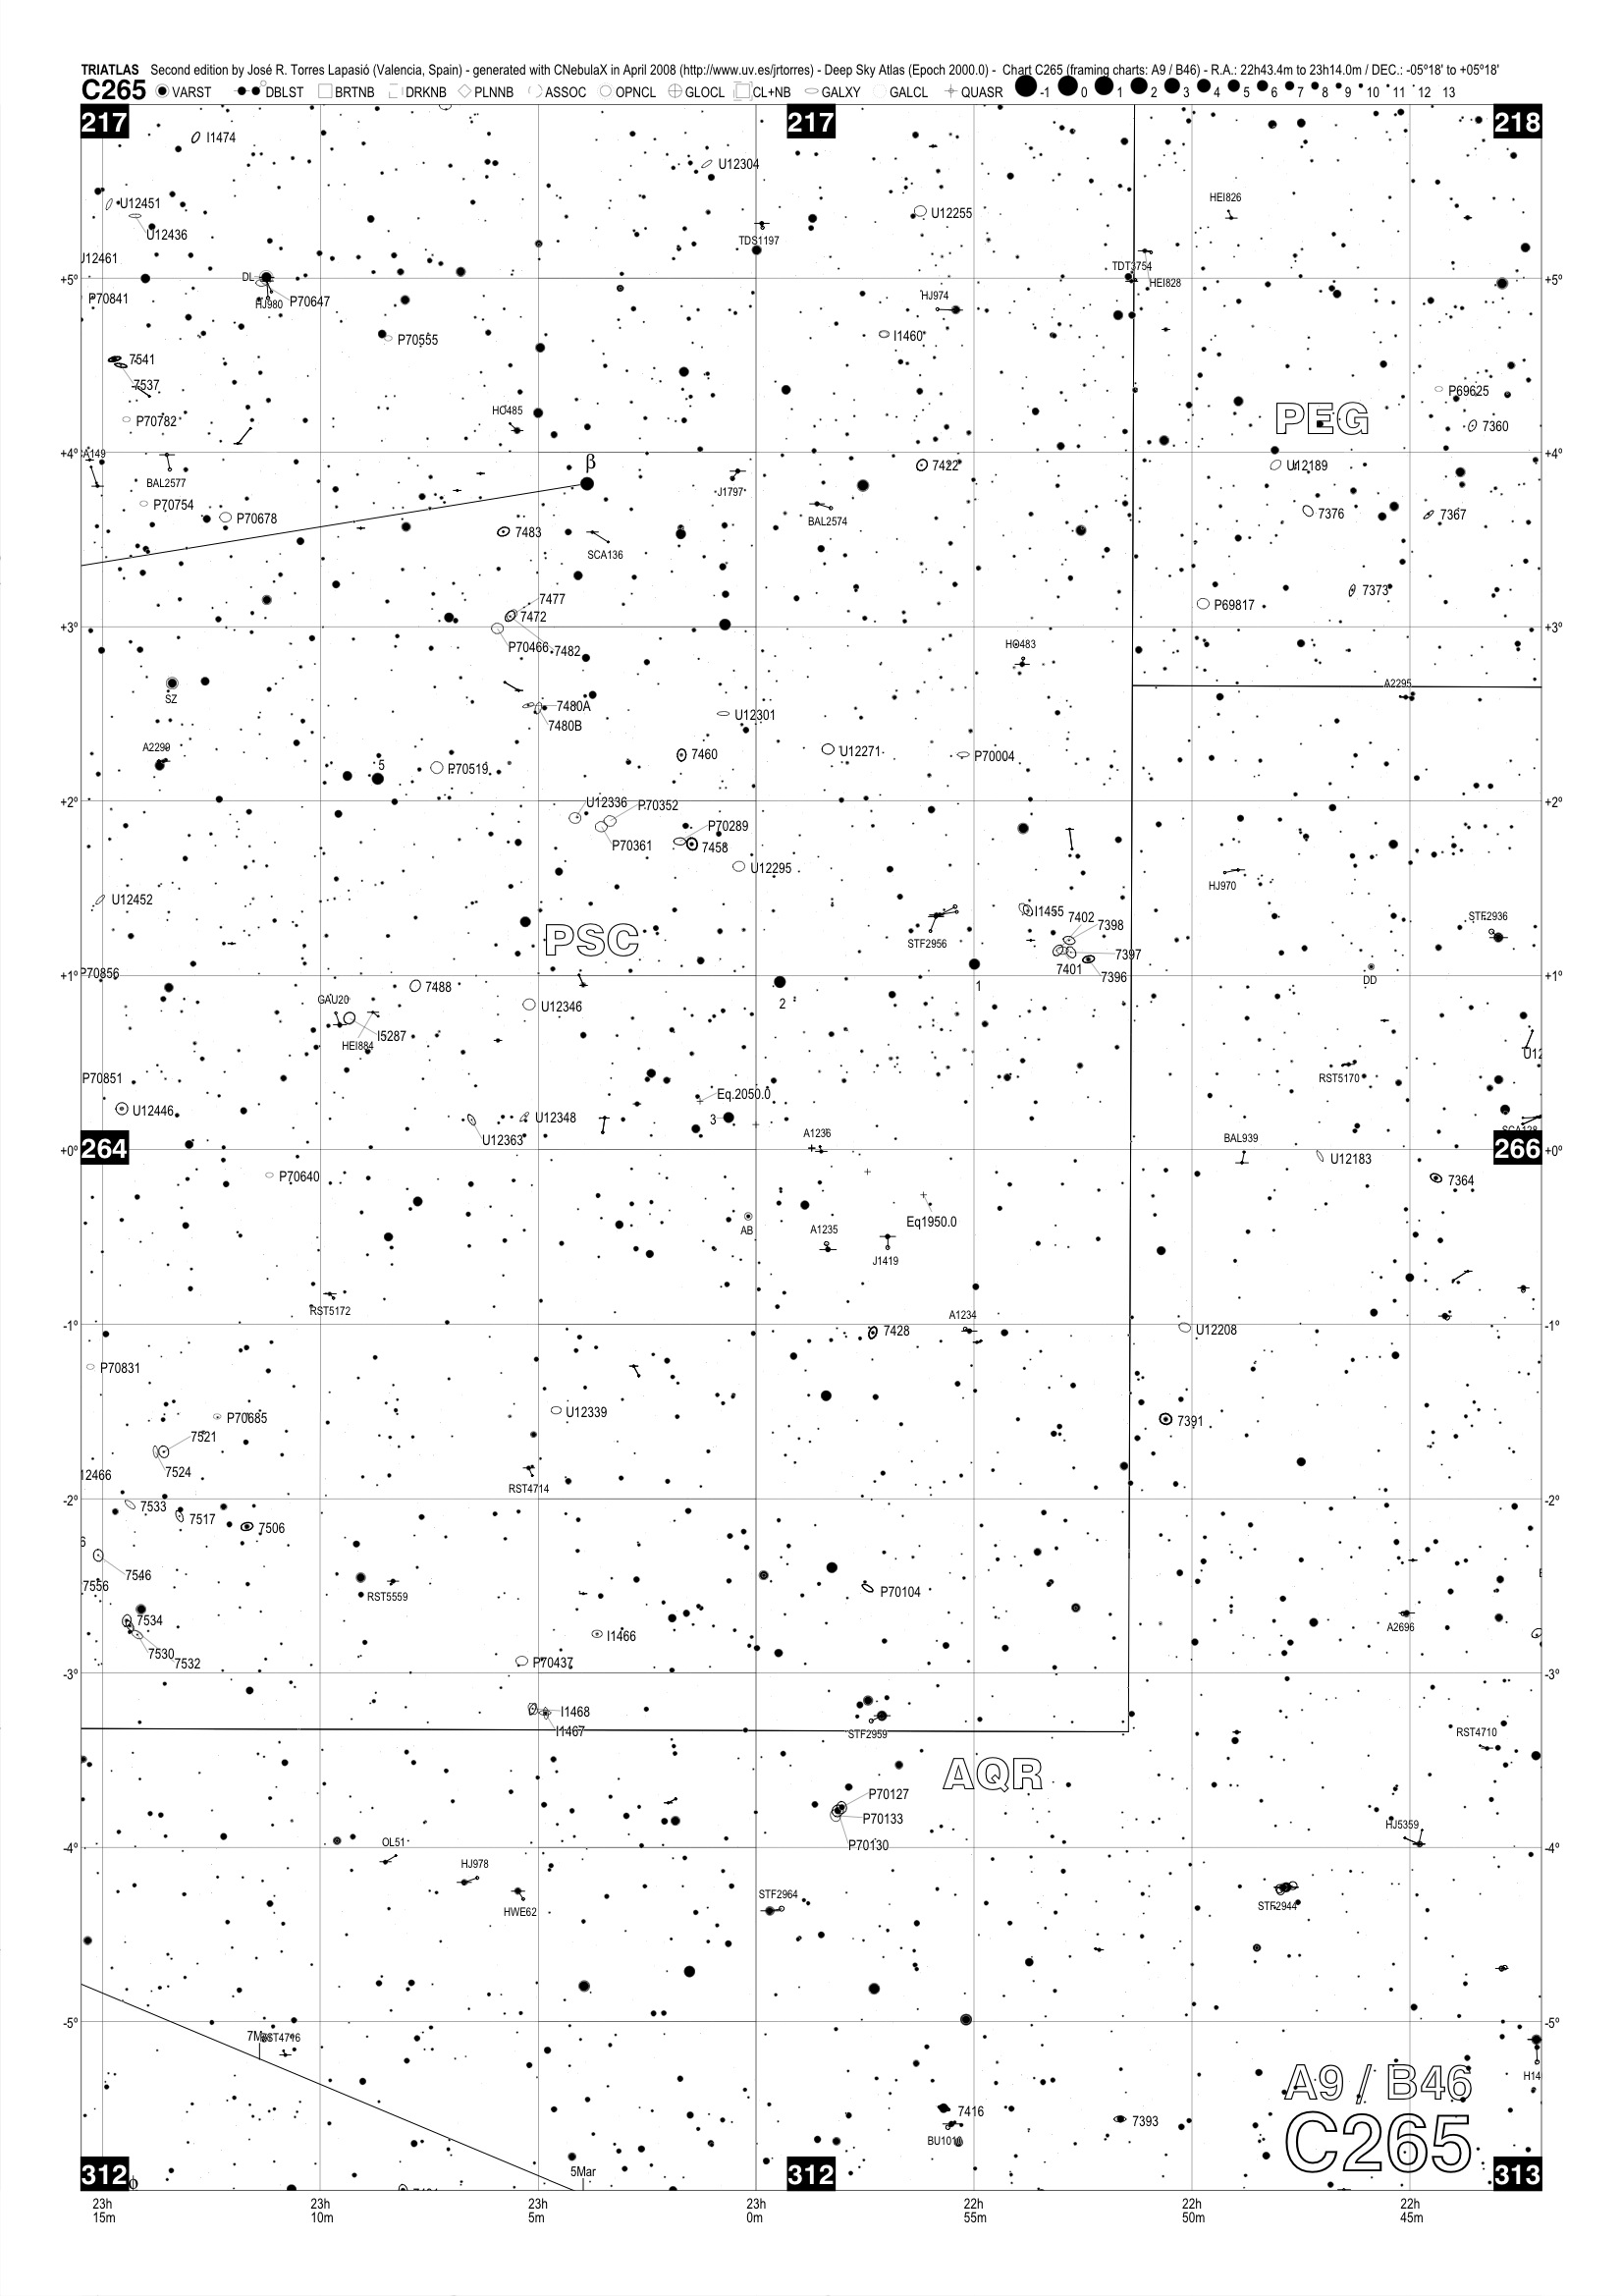 TRIATLAS Second edition by José R. Torres Lapasió (Valencia, Spain) - generated with CNebulaX in April 2008 (http://www.uv.es/jrtorres) - Deep Sky Atlas (Epoch 2000.0) - Chart C265 (framing charts: A9 / B46) - R.A.: 22h43.4m to 23h14.0m / DEC.: -05°18' to +05°18'
C265 VARST DBLST BRTNB DRKNB PLNNB ASSOC OPNCL GLOCL CL+NB GALXY GALCL QUASR -1 0 1 2 3 4 5 6 7 8 9 10 11 12 13
217 217 218
I1474
U12304
HEI826
U12451 U12255
U12436
TDS1197
J12461
TDT3754
+5° DL HEI828 +5°
P70841 HJ980 P70647 HJ974
P70555 I1460
7541
7537
P69625
HO485
P70782 PEG 7360
+4° A149 β 7422 U12189 +4°
BAL2577 J1797
P70754 P70678 BAL2574 7376 7367
7483
SCA136
7373
7477
P69817
7472
+3° +3°
P70466 7482 HO483
A2295
SZ
7480A
U12301
7480B
A2299 7460 U12271 P70004
5 P70519
+2° +2°
U12336 P70352
P70289
P70361 7458
U12295
HJ970
U12452
I1455 7402 7398 STF2936
PSC STF2956
7397
+1° P70856 7401 7396 DD +1°
7488 2 1
GAU20 U12346
I5287
HEI884
P70851 RST5170
Eq.2050.0
U12446 U12348 3
SCA138
U12363 A1236 BAL939
+0° 264 266 +0°
U12183
P70640 7364
Eq1950.0
AB A1235
J1419
RST5172
A1234
-1° 7428 U12208 -1°
P70831
U12339
P70685 7391
7521
7524
12466
RST4714
-2° 7533 -2°
7517 7506
6
7546
7556 RST5559 P70104
7534 A2696
I1466
7530
7532 P70437
-3° -3°
I1468
I1467 STF2959 RST4710
AQR
P70127
P70133
P70130 HJ5359
-4° OL51 -4°
HJ978
STF2964
HWE62 STF2944
-5° -5°
7Mar RST4716
A9 / B46
H14
7416 7393
BU1010 C265
312 5Mar 312 313
φ
23h 23h 23h 23h 22h 22h 22h
15m 10m 5m 0m 55m 50m 45m